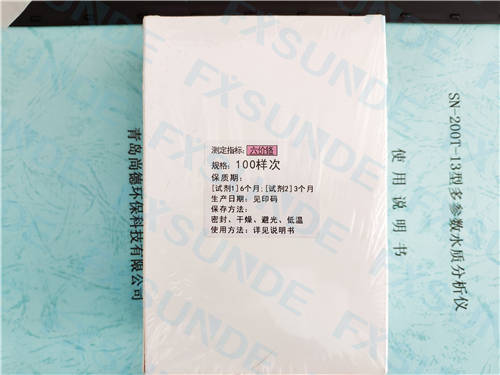 测定指标: 六价铬
规格: 100样次
保质期:
[试剂1]6个月;[试剂2]3个月
生产日期: 见印码
保存方法:
密封、干燥、避光、低温
使用方法: 详见说明书
SN-200T-13型多参数水质分析仪
使用说明书
青岛尚德环保科技有限公司
FXSUNDE
FXSUNDE